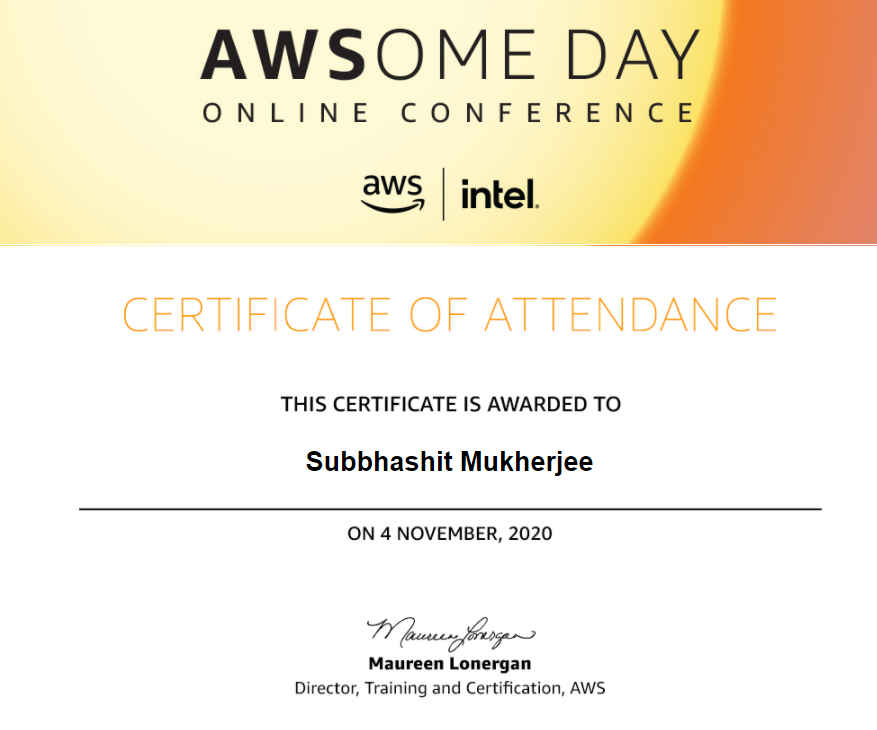 AWSOME DAY
ONLINE CONFERENCE
aws intel.
CERTIFICATE OF ATTENDANCE
THIS CERTIFICATE IS AWARDED TO
Subbhashit Mukherjee
ON 4 NOVEMBER, 2020
Maureen Lonergan
Maureen Lonergan
Director, Training and Certification, AWS